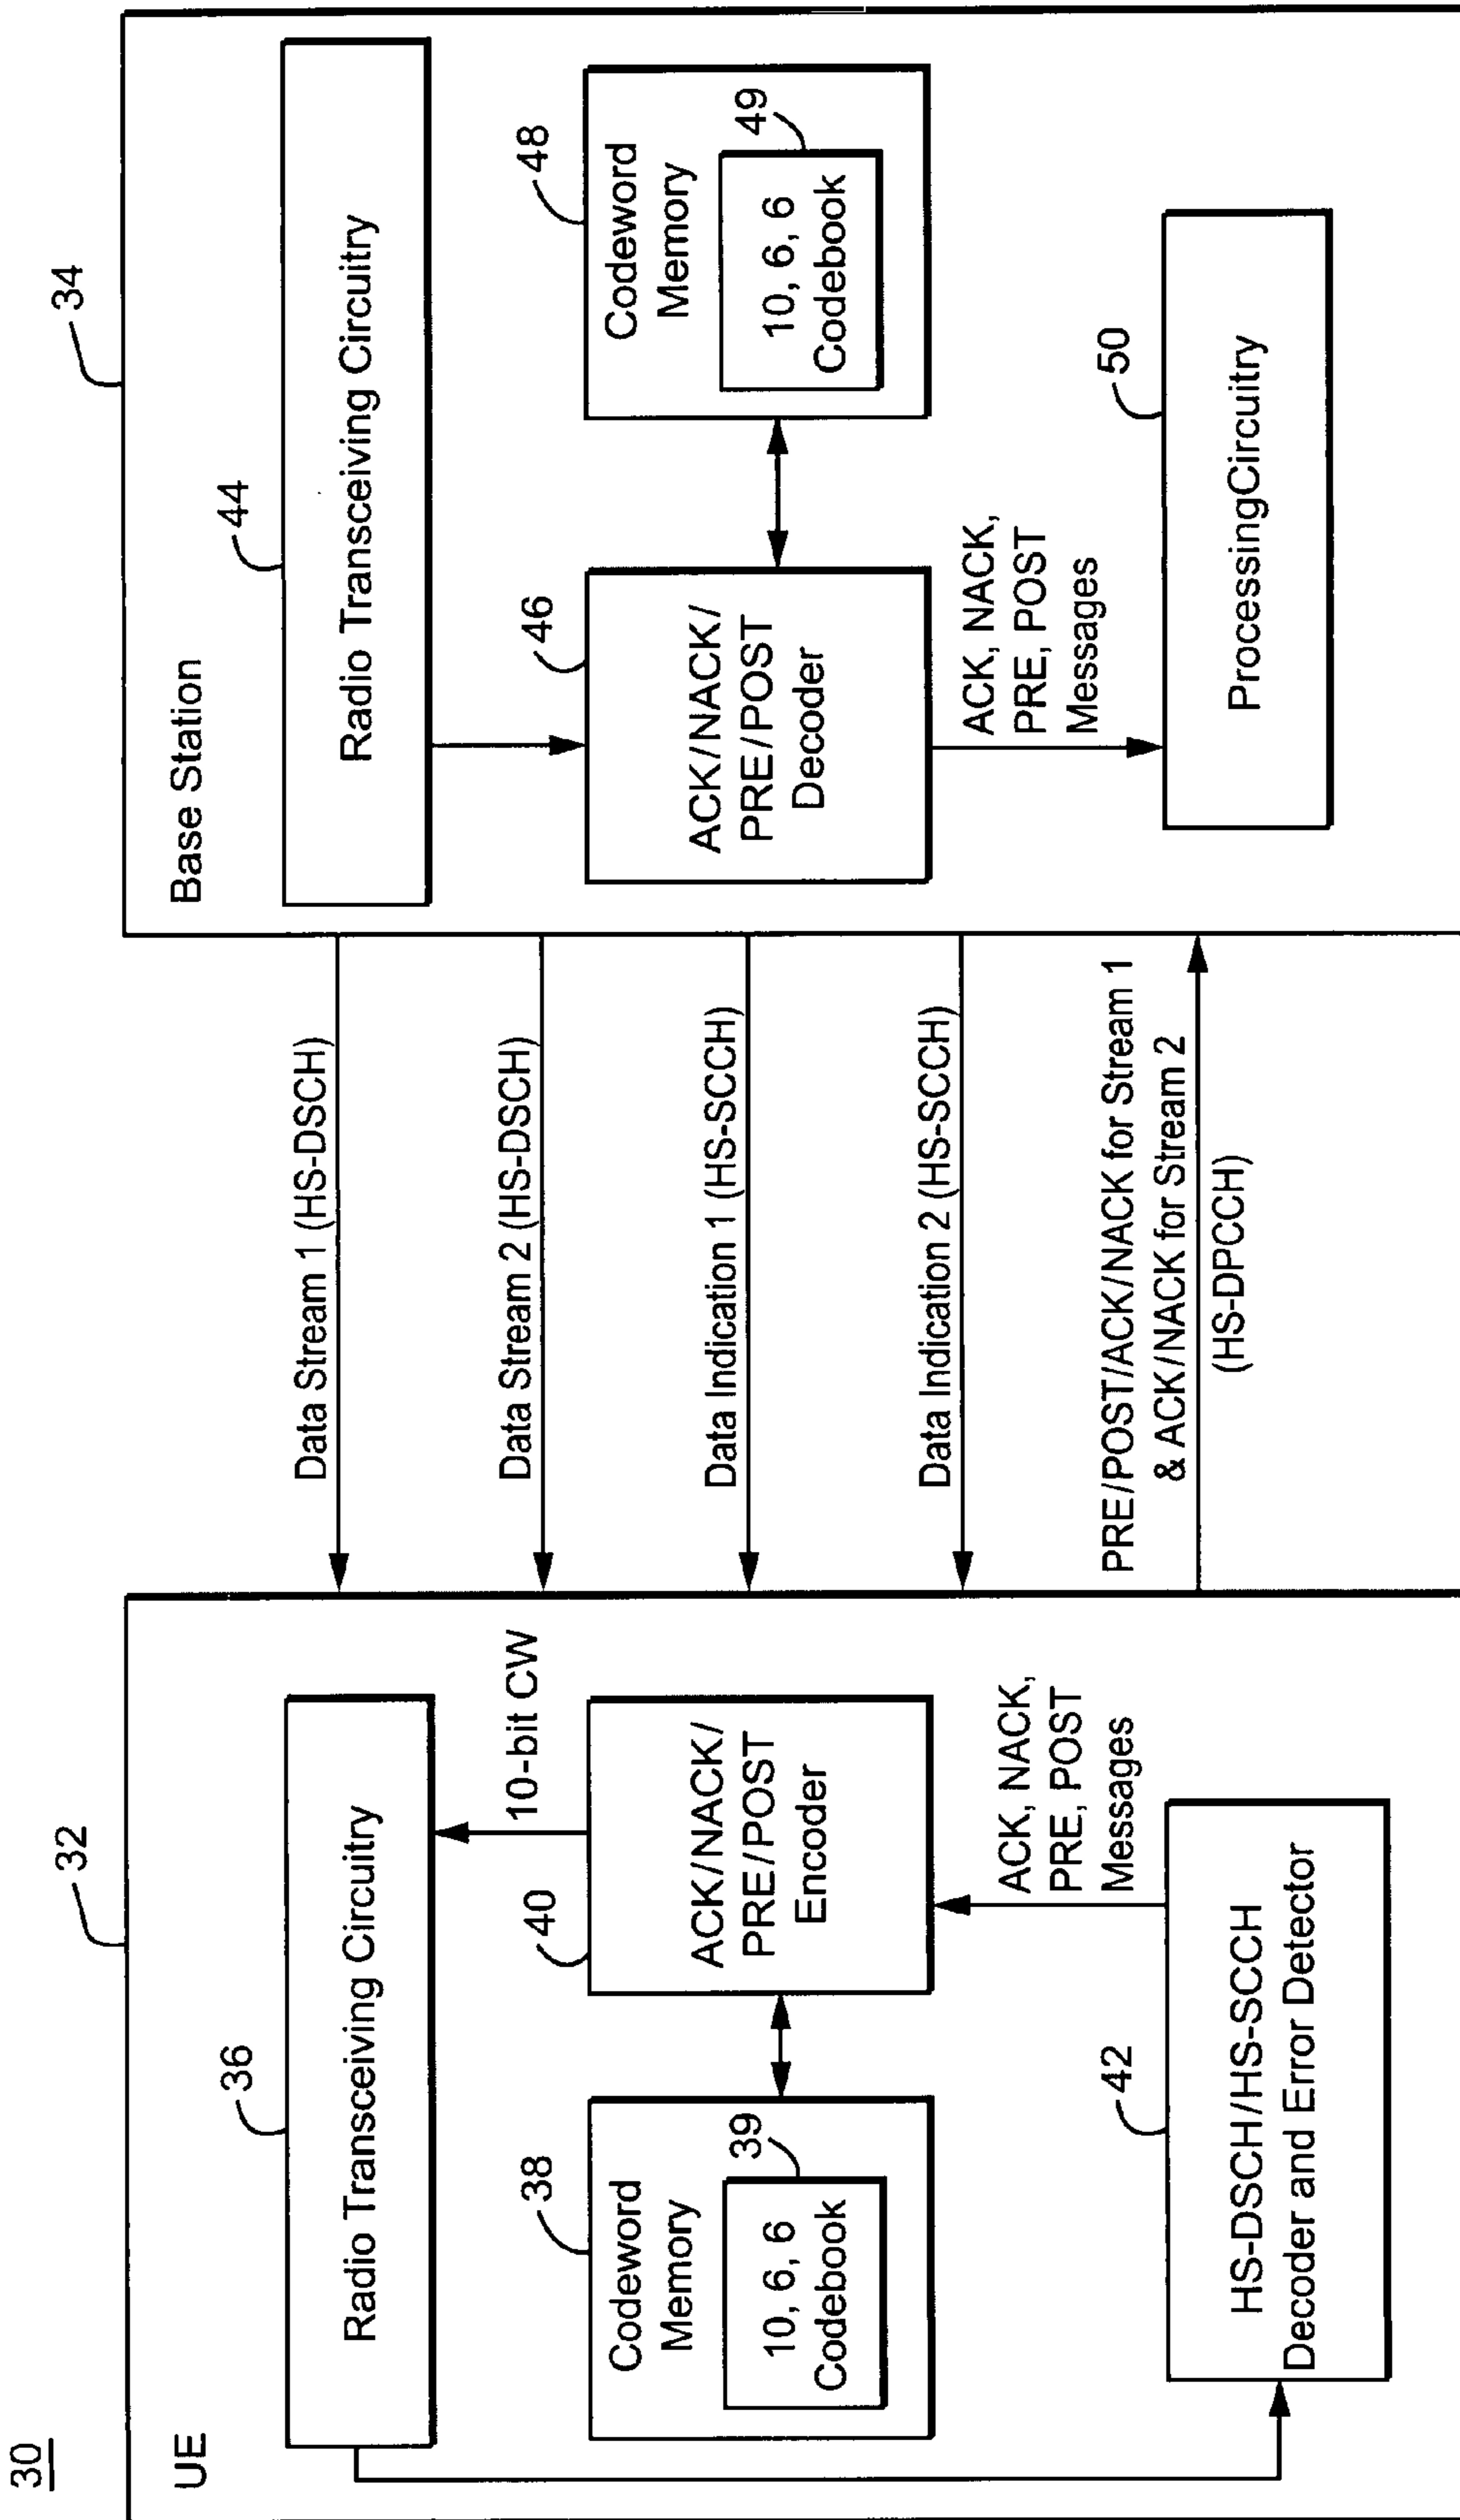 30
UE
32
36
Radio Transceiving Circuitry
10-bit CW
38
Codeword
Memory
39
10, 6, 6
Codebook
40
ACK/NACK/
PRE/POST
Encoder
ACK, NACK,
PRE, POST
Messages
42
HS-DSCH/HS-SCCH
Decoder and Error Detector
Data Stream 1 (HS-DSCH)
Data Stream 2 (HS-DSCH)
Data Indication 1 (HS-SCCH)
Data Indication 2 (HS-SCCH)
PRE/POST/ACK/NACK for Stream 1
& ACK/NACK for Stream 2
(HS-DPCCH)
34
Base Station
44
Radio Transceiving Circuitry
46
ACK/NACK/
PRE/POST
Decoder
48
Codeword
Memory
49
10, 6, 6
Codebook
ACK, NACK,
PRE, POST
Messages
50
ProcessingCircuitry